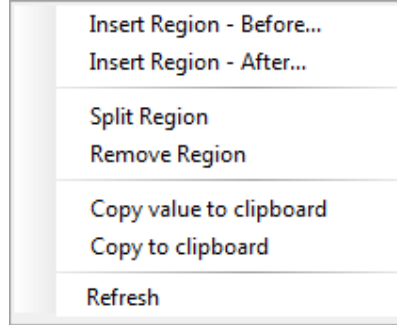 Insert Region - Before...
Insert Region - After...
Split Region
Remove Region
Copy value to clipboard
Copy to clipboard
Refresh